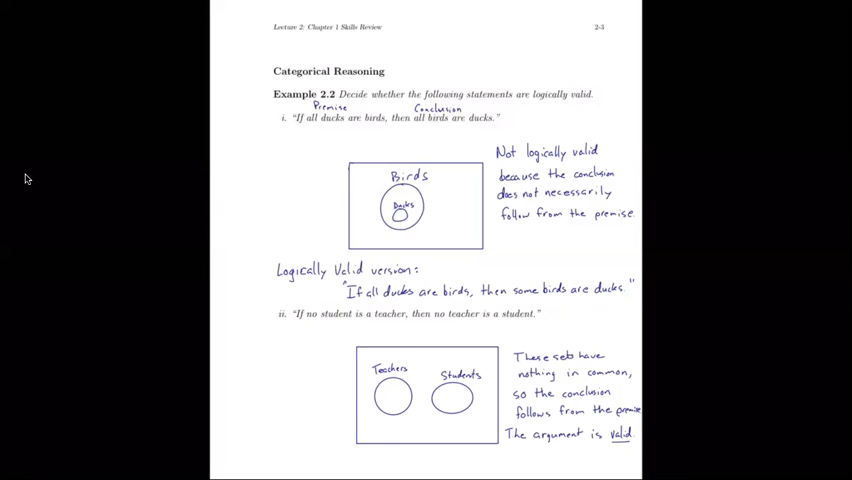 Lecture 2: Chapter 1 Skills Review 2-3
Categorical Reasoning
Example 2.2 Decide whether the following statements are logically valid.
Premise Conclusion
i. "If all ducks are birds, then all birds are ducks."
Birds
Ducks
Not logically valid
because the conclusion
does not necessarily
follow from the premise.
Logically Valid version:
"If all ducks are birds, then some birds are ducks."
ii. "If no student is a teacher, then no teacher is a student."
Teachers
Students
These sets have
nothing in common,
so the conclusion
follows from the premise
The argument is valid.